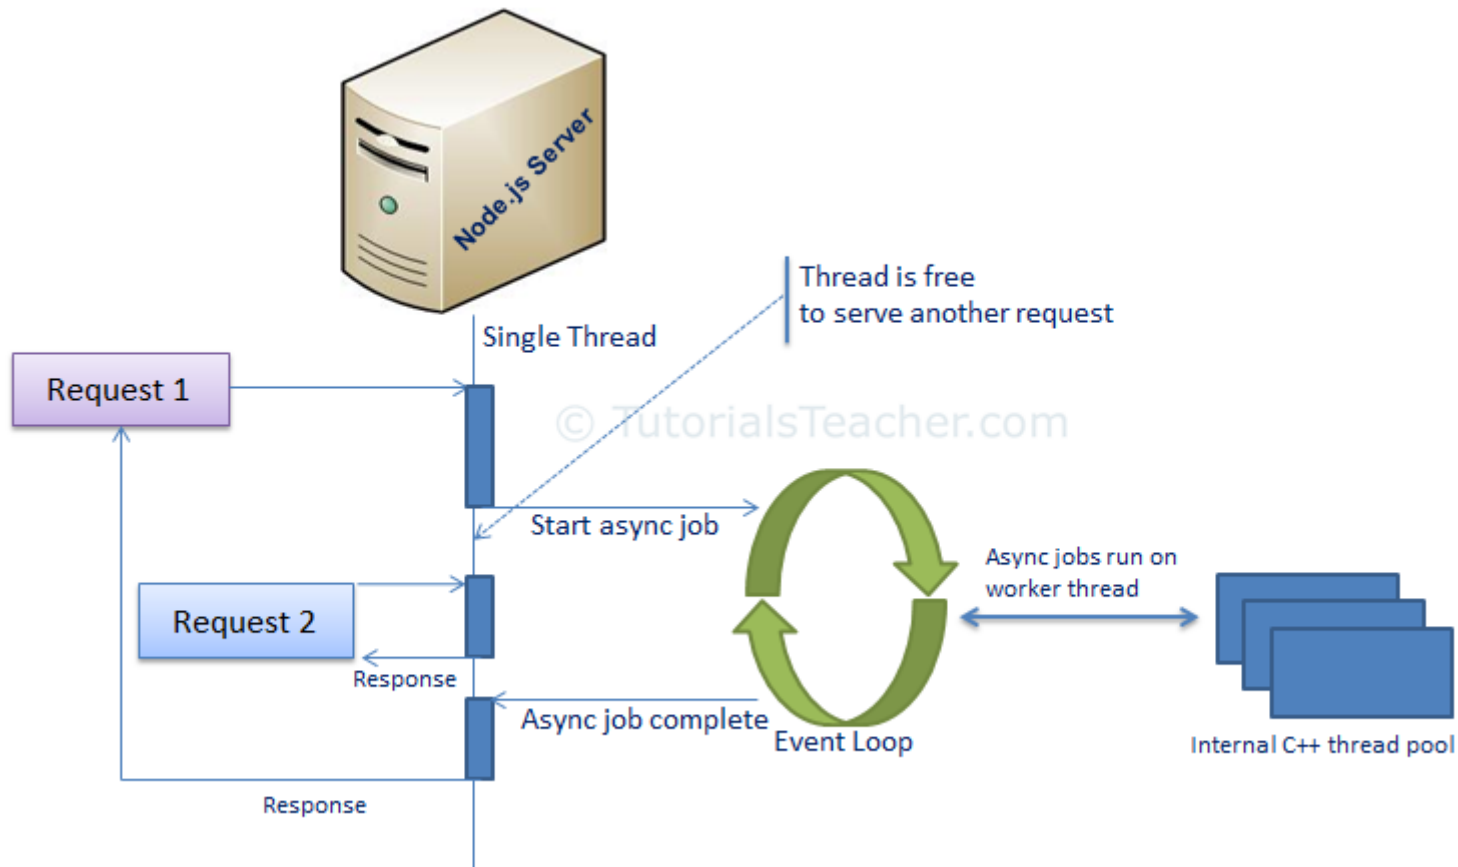 Node.js Server
Thread is free
to serve another request
Single Thread
Request 1
© TutorialsTeacher.com
Start async job
Async jobs run on
worker thread
Request 2
Response
Async job complete
Event Loop
Internal C++ thread pool
Response